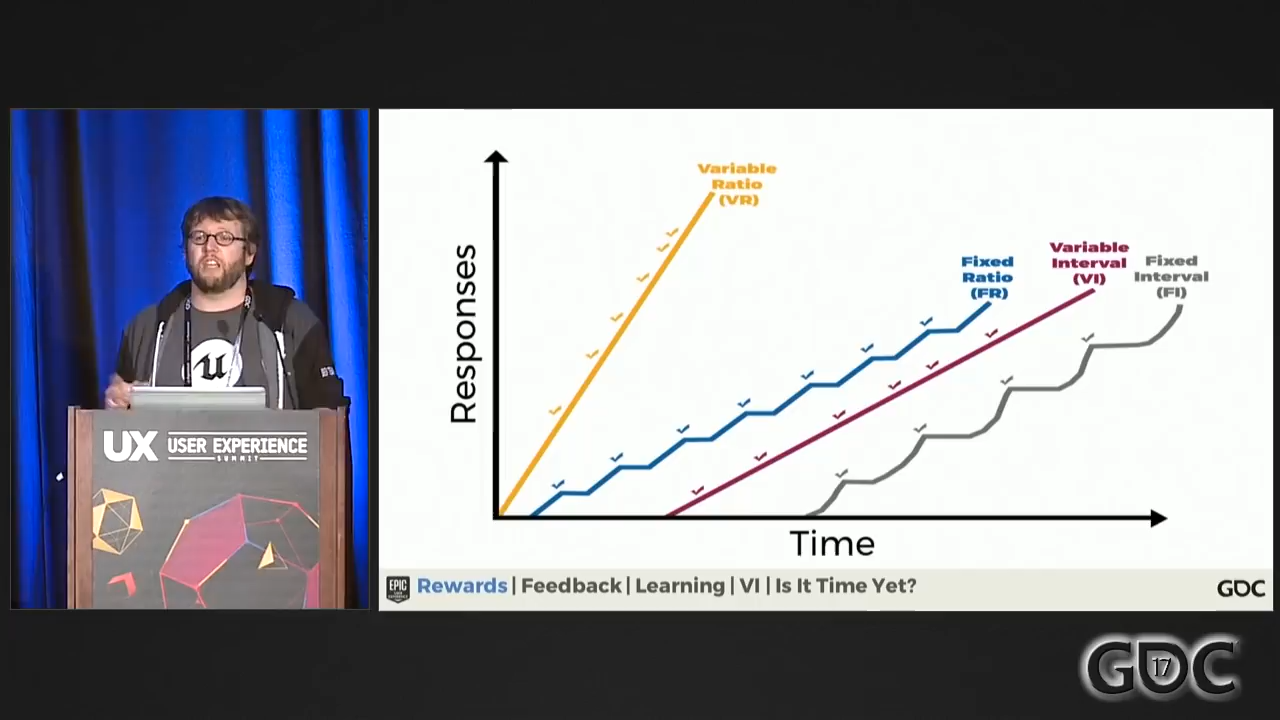 UX USER EXPERIENCE
SUMMIT
Variable
Ratio
(VR)
Fixed
Ratio
(FR)
Variable
Interval
(VI)
Fixed
Interval
(FI)
Responses
Time
EPIC
Rewards | Feedback | Learning | VI | Is It Time Yet?
GDC
GDC 17